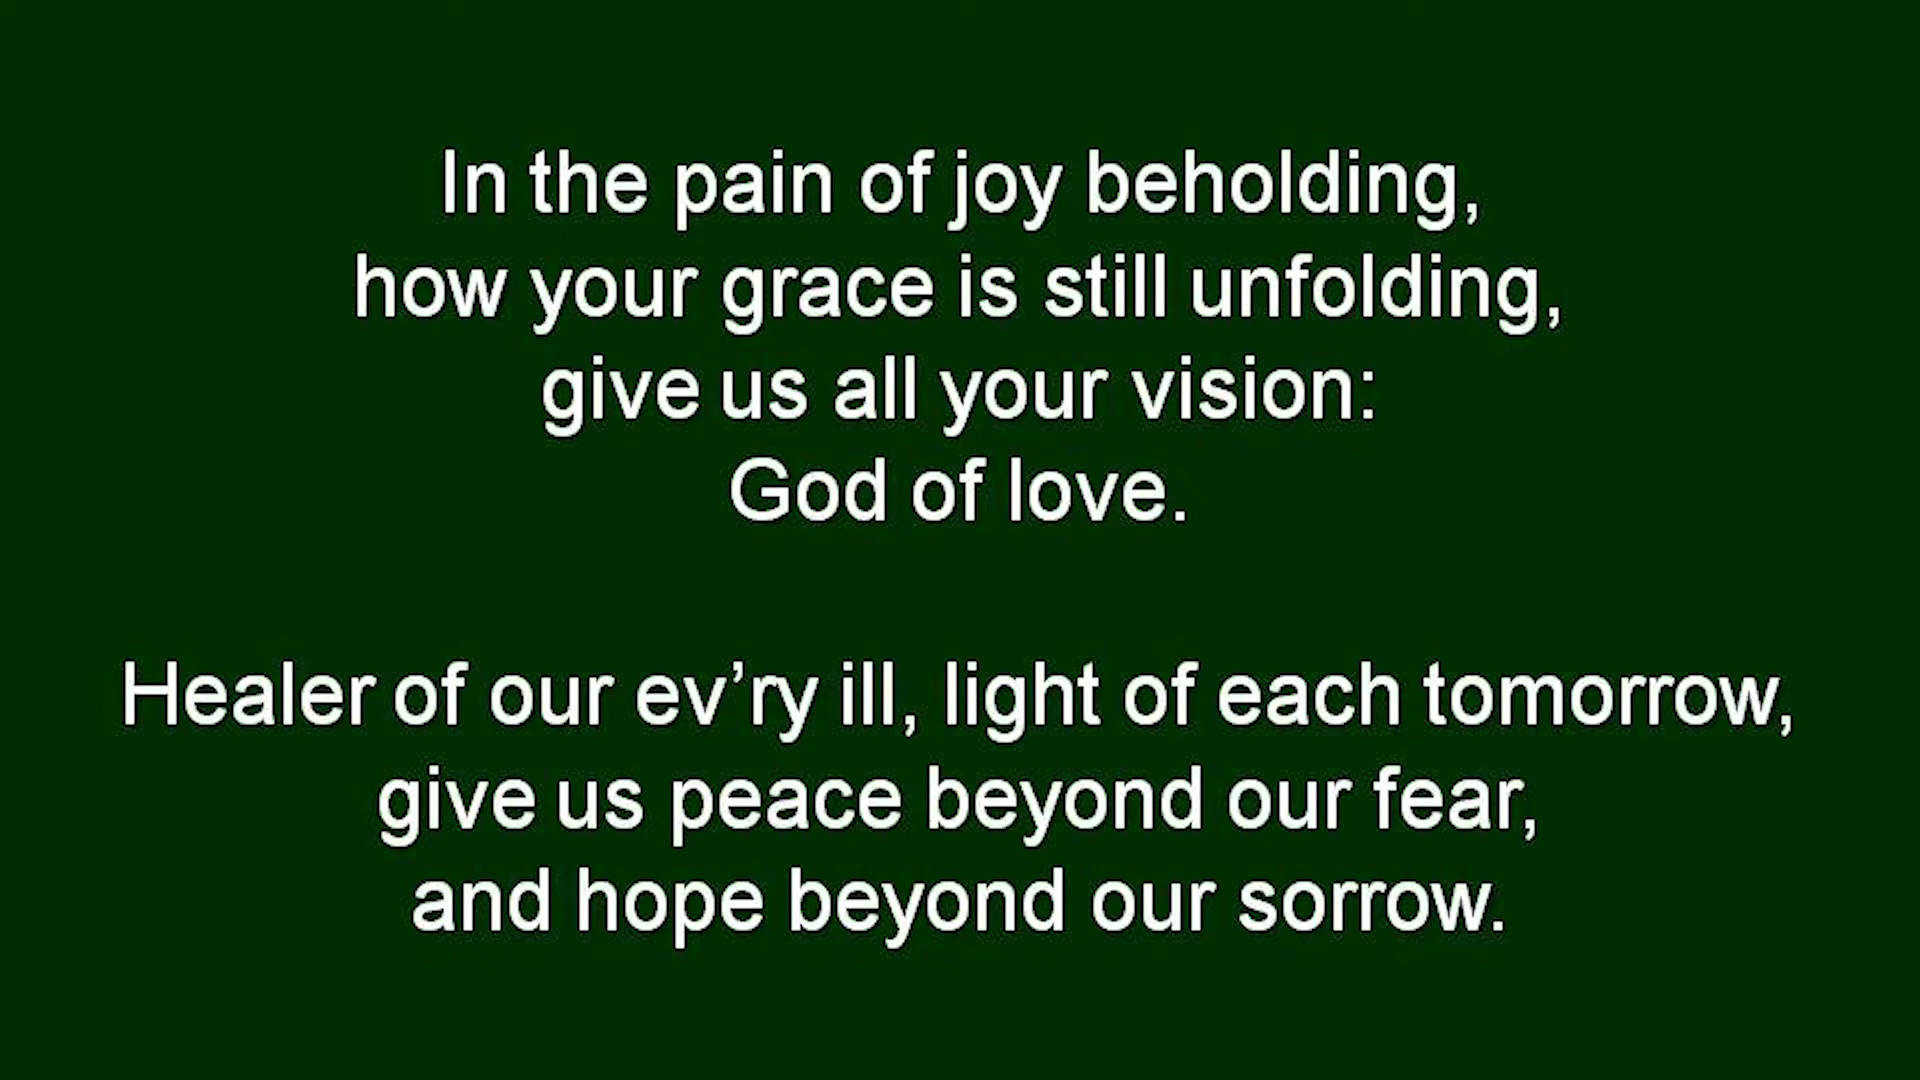 In the pain of joy beholding,
how your grace is still unfolding,
give us all your vision:
God of love.
Healer of our ev’ry ill, light of each tomorrow,
give us peace beyond our fear,
and hope beyond our sorrow.